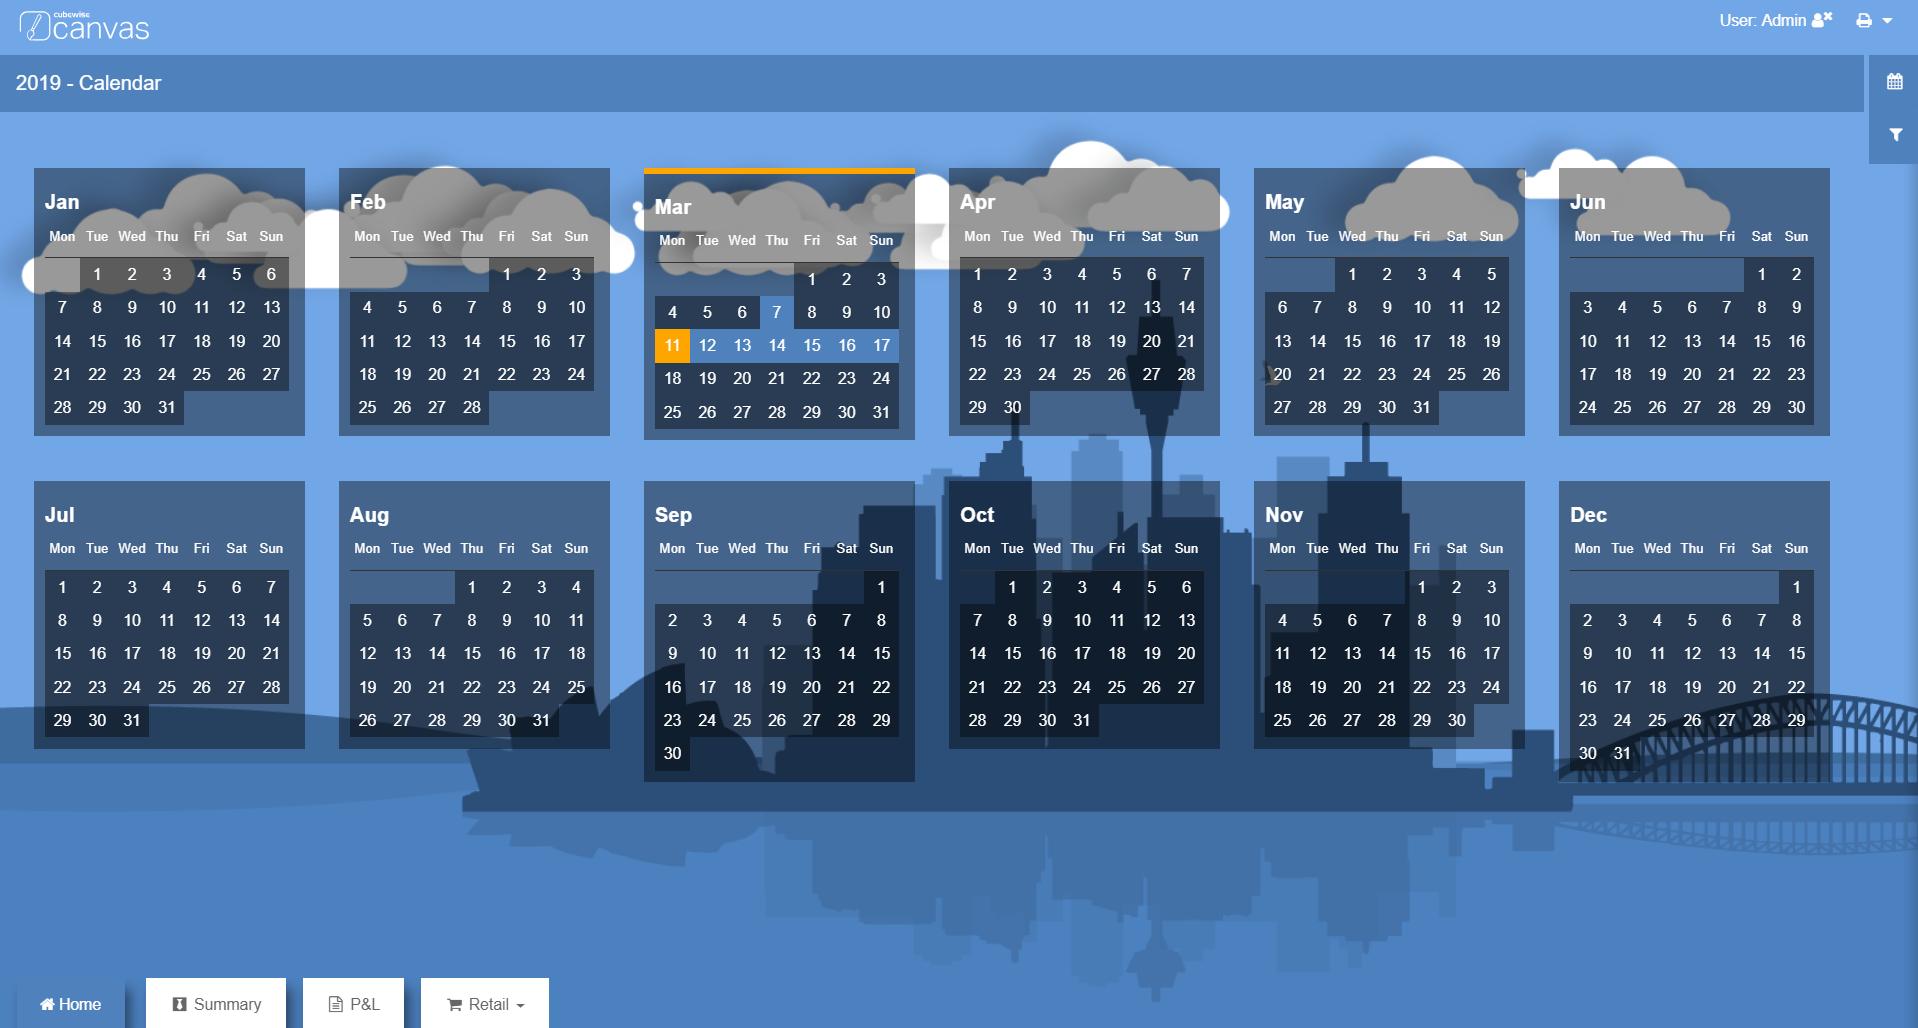 cubewise
canvas
User: Admin
2019 - Calendar
Jan
Mon Tue Wed Thu Fri Sat Sun
1 2 3 4 5 6
7 8 9 10 11 12 13
14 15 16 17 18 19 20
21 22 23 24 25 26 27
28 29 30 31
Feb
Mon Tue Wed Thu Fri Sat Sun
1 2 3
4 5 6 7 8 9 10
11 12 13 14 15 16 17
18 19 20 21 22 23 24
25 26 27 28
Mar
Mon Tue Wed Thu Fri Sat Sun
1 2 3
4 5 6 7 8 9 10
11 12 13 14 15 16 17
18 19 20 21 22 23 24
25 26 27 28 29 30 31
Apr
Mon Tue Wed Thu Fri Sat Sun
1 2 3 4 5 6 7
8 9 10 11 12 13 14
15 16 17 18 19 20 21
22 23 24 25 26 27 28
29 30
May
Mon Tue Wed Thu Fri Sat Sun
1 2 3 4 5
6 7 8 9 10 11 12
13 14 15 16 17 18 19
20 21 22 23 24 25 26
27 28 29 30 31
Jun
Mon Tue Wed Thu Fri Sat Sun
1 2
3 4 5 6 7 8 9
10 11 12 13 14 15 16
17 18 19 20 21 22 23
24 25 26 27 28 29 30
Jul
Mon Tue Wed Thu Fri Sat Sun
1 2 3 4 5 6 7
8 9 10 11 12 13 14
15 16 17 18 19 20 21
22 23 24 25 26 27 28
29 30 31
Aug
Mon Tue Wed Thu Fri Sat Sun
1 2 3 4
5 6 7 8 9 10 11
12 13 14 15 16 17 18
19 20 21 22 23 24 25
26 27 28 29 30 31
Sep
Mon Tue Wed Thu Fri Sat Sun
1
2 3 4 5 6 7 8
9 10 11 12 13 14 15
16 17 18 19 20 21 22
23 24 25 26 27 28 29
30
Oct
Mon Tue Wed Thu Fri Sat Sun
1 2 3 4 5 6
7 8 9 10 11 12 13
14 15 16 17 18 19 20
21 22 23 24 25 26 27
28 29 30 31
Nov
Mon Tue Wed Thu Fri Sat Sun
1 2 3
4 5 6 7 8 9 10
11 12 13 14 15 16 17
18 19 20 21 22 23 24
25 26 27 28 29 30
Dec
Mon Tue Wed Thu Fri Sat Sun
1
2 3 4 5 6 7 8
9 10 11 12 13 14 15
16 17 18 19 20 21 22
23 24 25 26 27 28 29
30 31
Home Summary P&L Retail